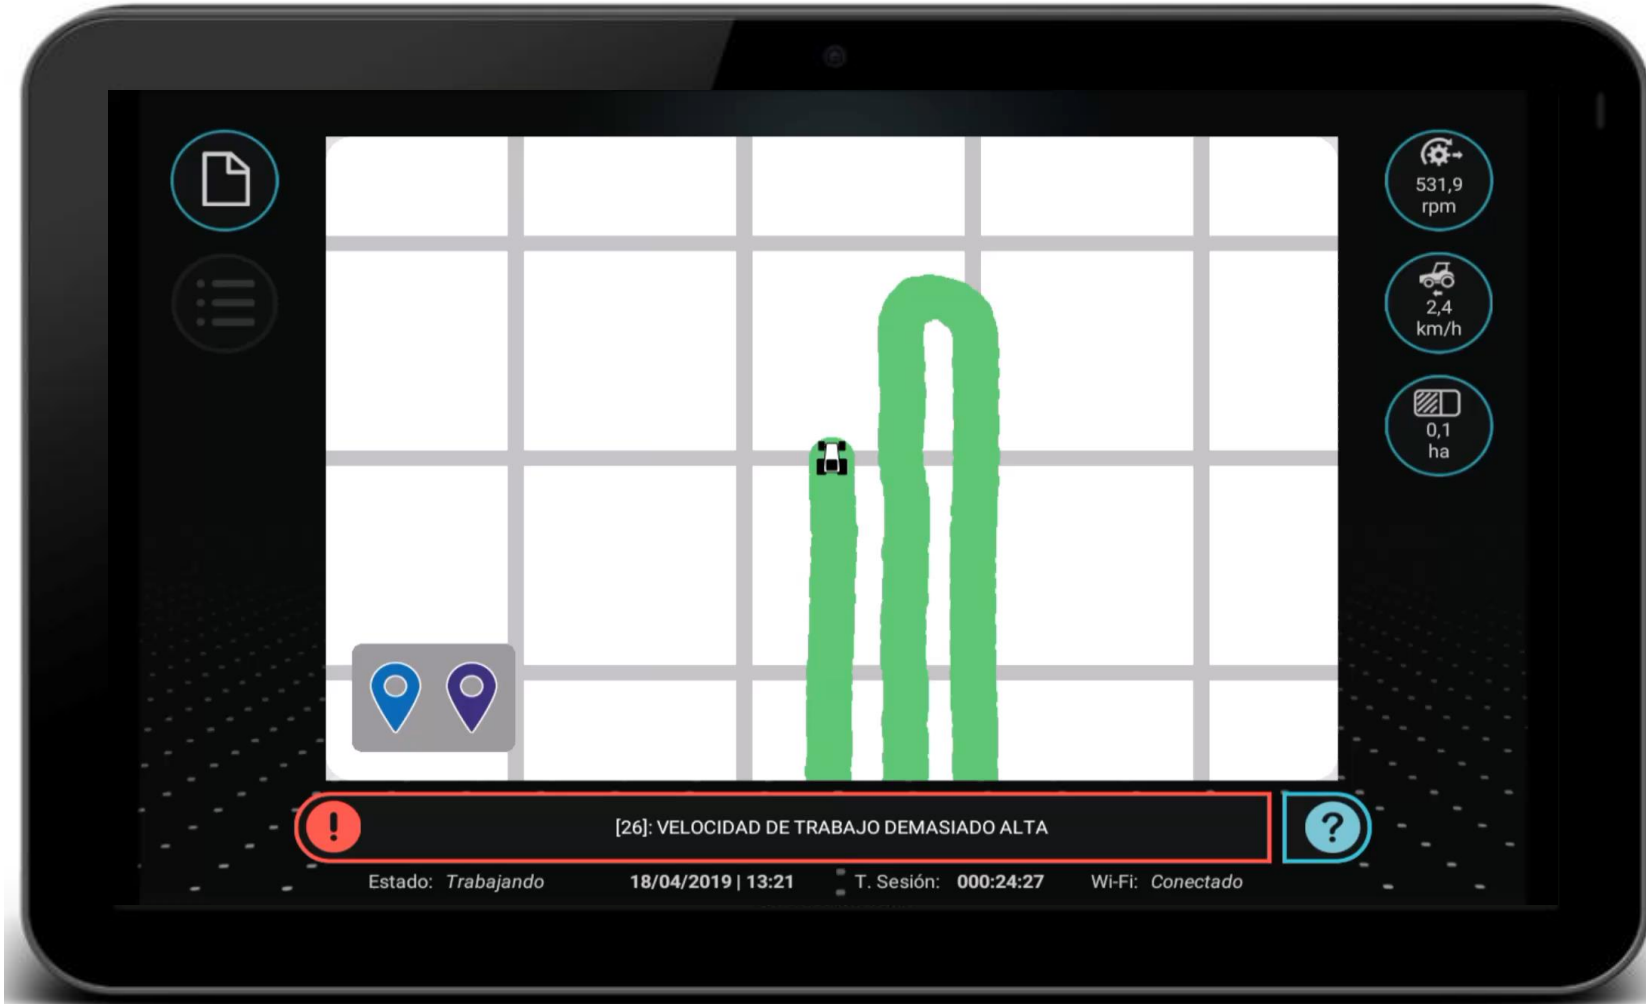 531,9
rpm
2,4
km/h
0,1
ha
[26]: VELOCIDAD DE TRABAJO DEMASIADO ALTA
Estado: Trabajando 18/04/2019 | 13:21 T. Sesión: 000:24:27 Wi-Fi: Conectado